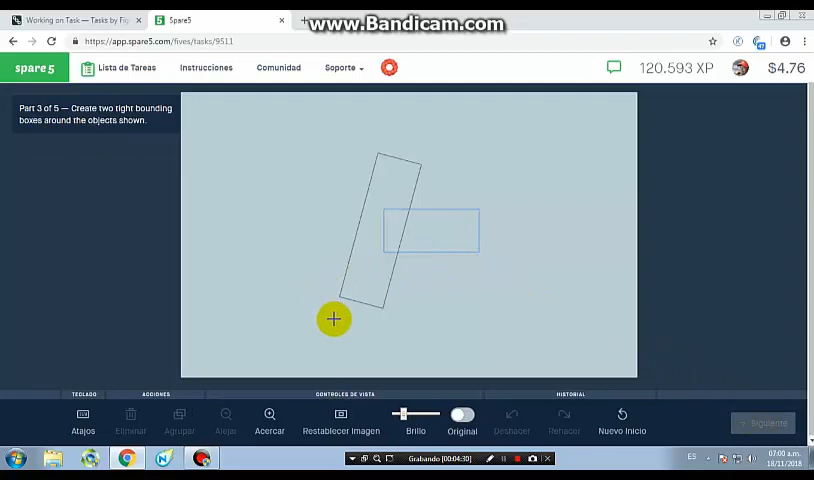 Working on Task — Tasks by Fig
Spare5
www.Bandicam.com
https://app.spare5.com/fives/tasks/9511
47
spare 5
Lista de Tareas
Instrucciones
Comunidad
Soporte
120.593 XP
$4.76
Part 3 of 5 — Create two tight bounding
boxes around the objects shown.
TECLADO
ACCIONES
CONTROLES DE VISTA
HISTORIAL
Atajos
Eliminar
Agrupar
Alejar
Acercar
Restablecer Imagen
Brillo
Original
Deshacer
Rehacer
Nuevo Inicio
Siguiente
Grabando [00:04:30]
ES
07:00 a.m.
18/11/2018